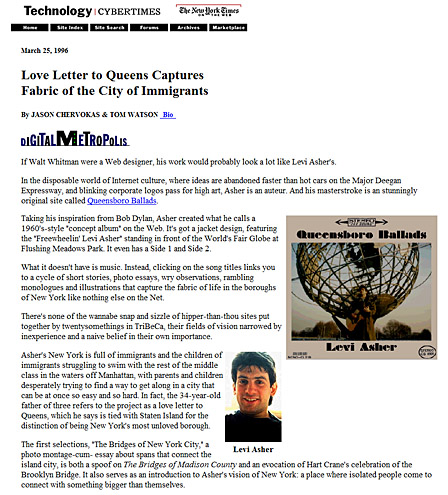 Technology | CYBERTIMES The New York Times
ON THE WEB
Home Site Index Site Search Forums Archives Marketplace
March 25, 1996
Love Letter to Queens Captures
Fabric of the City of Immigrants
By JASON CHERVOKAS & TOM WATSON Bio
DIGITAL METROPOLIS
If Walt Whitman were a Web designer, his work would probably look a lot like Levi Asher's.
In the disposable world of Internet culture, where ideas are abandoned faster than hot cars on the Major Deegan
Expressway, and blinking corporate logos pass for high art, Asher is an auteur. And his masterstroke is an stunningly
original site called Queensboro Ballads.
Taking his inspiration from Bob Dylan, Asher created what he calls a
1960's-style "concept album" on the Web. It's got a jacket design, featuring
the "Freewheelin' Levi Asher" standing in front of the World's Fair Globe at
Flushing Meadows Park. It even has a Side 1 and Side 2.
What it doesn't have is music. Instead, clicking on the song titles links you
to a cycle of short stories, photo essays, wry observations, rambling
monologues and illustrations that capture the fabric of life in the boroughs
of New York like nothing else on the Net.
There's none of the wannabe snap and sizzle of hipper-than-thou sites put
together by twentysomethings in TriBeCa, their fields of vision narrowed by
inexperience and a naive belief in their own importance.
Queensboro Ballads
Levi Asher
STEREO
Asher's New York is full of immigrants and the children of
immigrants struggling to swim with the rest of the middle
class in the waters off Manhattan, with parents and children
desperately trying to find a way to get along in a city that
can be at once so easy and so hard. In fact, the 34-year-old
father of three refers to the project as a love letter to
Queens, which he says is tied with Staten Island for the
distinction of being New York's most unloved borough.
Levi Asher
The first selections, "The Bridges of New York City," a
photo montage-cum- essay about spans that connect the
island city, is both a spoof on The Bridges of Madison County and an evocation of Hart Crane's celebration of the
Brooklyn Bridge. It also serves as an introduction to Asher's vision of New York: a place where isolated people come to
connect with something bigger than themselves.